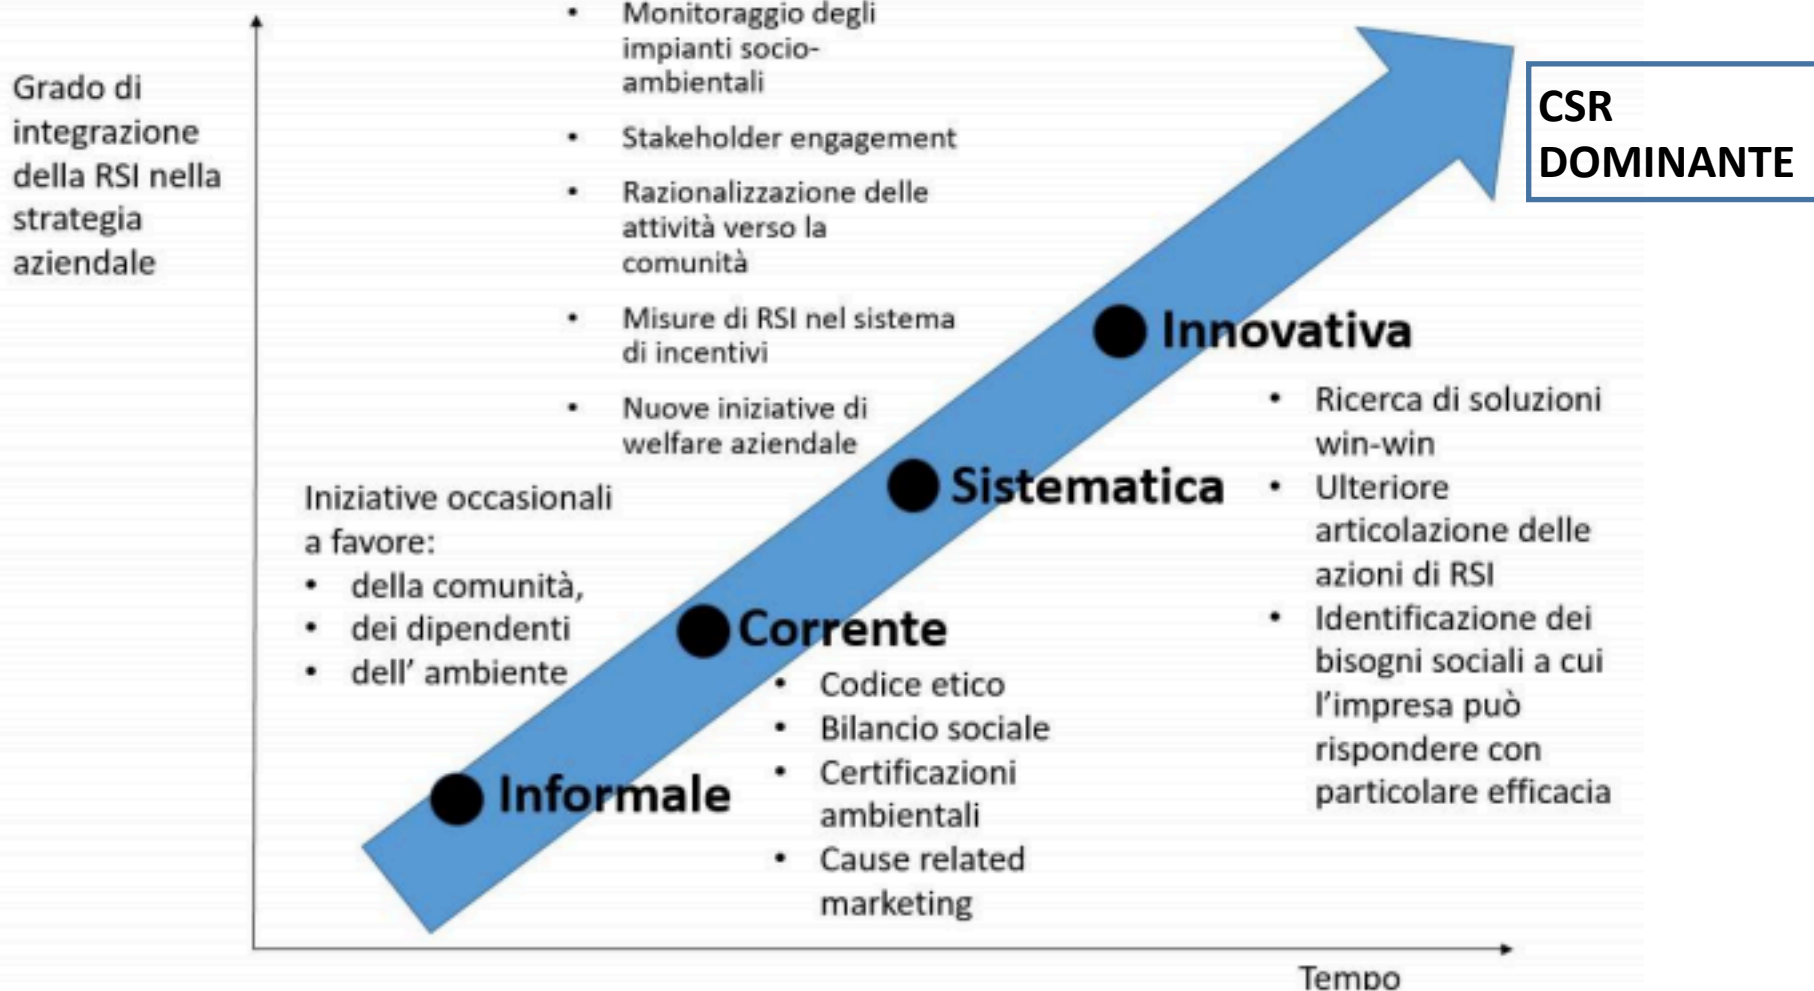 Grado di
integrazione
della RSI nella
strategia
aziendale
• Monitoraggio degli
impianti socio-
ambientali
• Stakeholder engagement
• Razionalizzazione delle
attività verso la
comunità
• Misure di RSI nel sistema
di incentivi
• Nuove iniziative di
welfare aziendale
CSR
DOMINANTE
Innovativa
• Ricerca di soluzioni
win-win
• Ulteriore
articolazione delle
azioni di RSI
• Identificazione dei
bisogni sociali a cui
l'impresa può
rispondere con
particolare efficacia
Sistematica
Iniziative occasionali
a favore:
• della comunità,
• dei dipendenti
• dell' ambiente
Corrente
• Codice etico
• Bilancio sociale
• Certificazioni
ambientali
• Cause related
marketing
Informale
Tempo